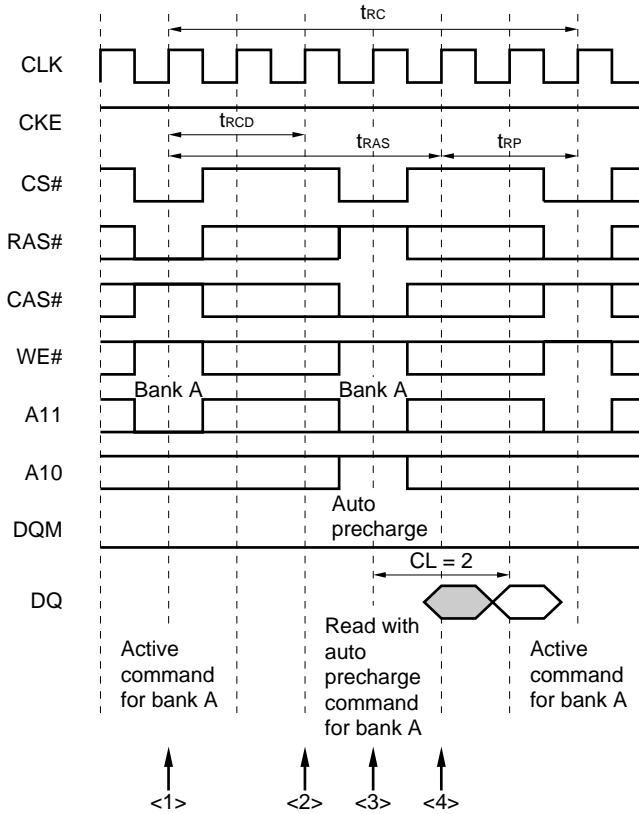 tRC
CLK
CKE
tRCD
tRAS
tRP
CS#
RAS#
CAS#
WE#
Bank A
Bank A
A11
A10
Auto
precharge
DQM
CL = 2
DQ
Active
command
for bank A
Read with
auto
precharge
command
for bank A
Active
command
for bank A
<1>
<2>
<3>
<4>